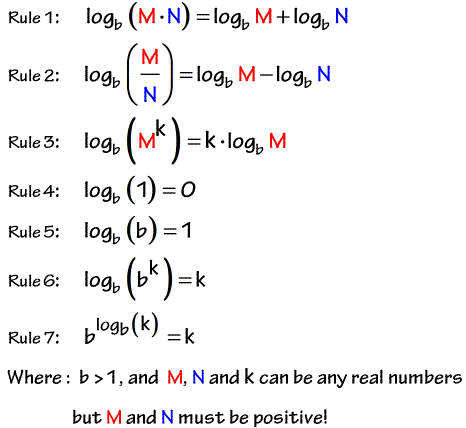 Rule 1: log_b (M·N) = log_b M + log_b N
Rule 2: log_b (M/N) = log_b M − log_b N
Rule 3: log_b (M^k) = k · log_b M
Rule 4: log_b (1) = 0
Rule 5: log_b (b) = 1
Rule 6: log_b (b^k) = k
Rule 7: b^(log_b(k)) = k
Where : b > 1, and M, N and k can be any real numbers
but M and N must be positive!